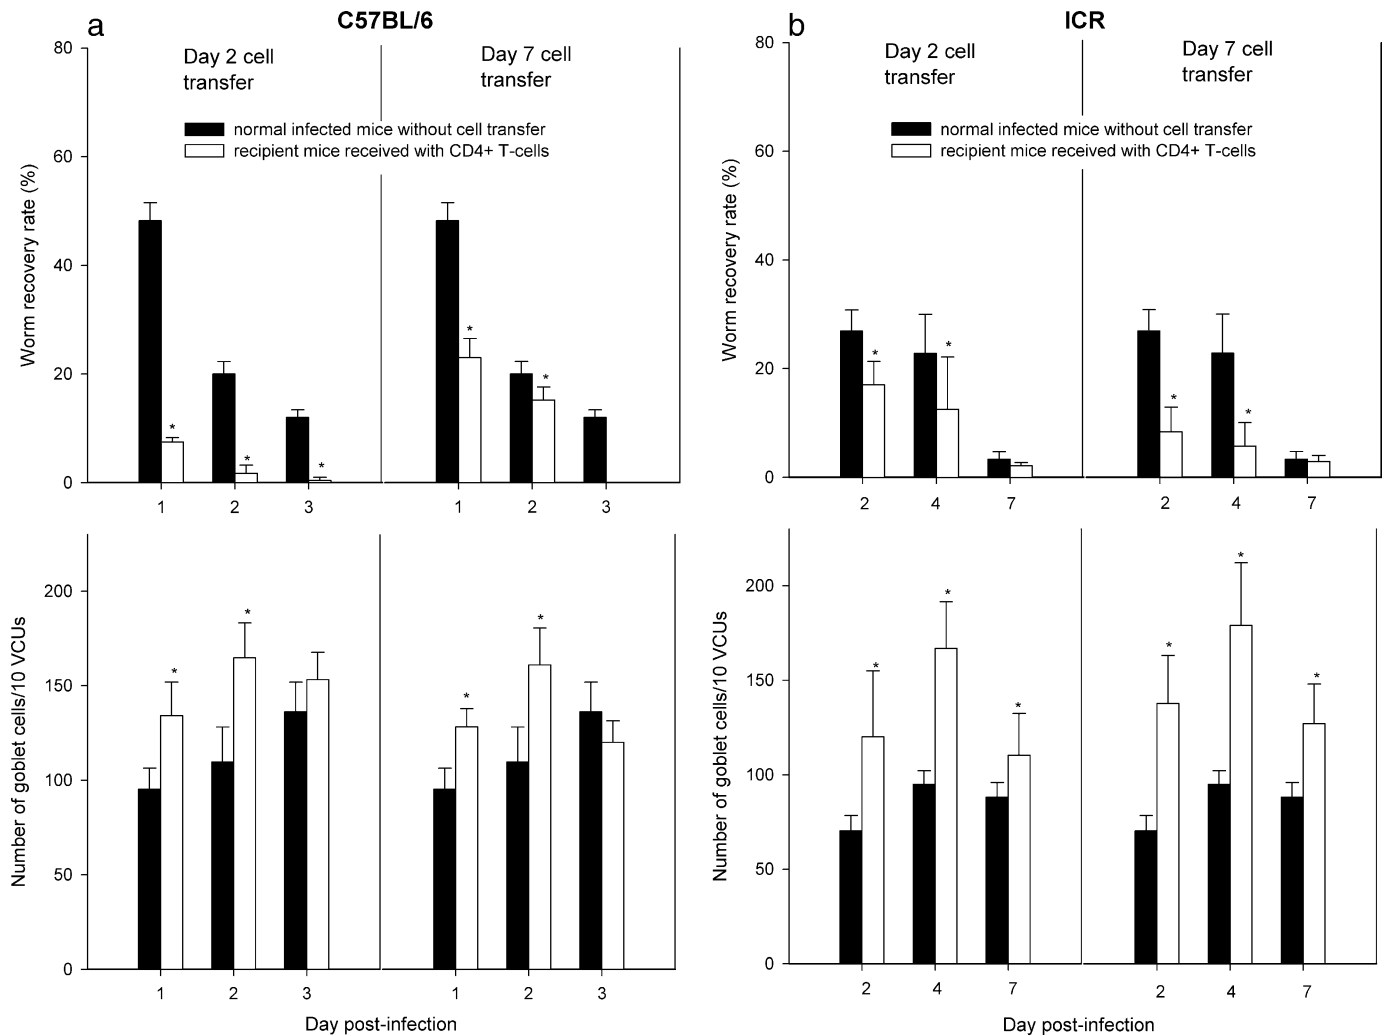 a
C57BL/6
80
60
40
20
0
Worm recovery rate (%)
Day 2 cell
transfer
Day 7 cell
transfer
normal infected mice without cell transfer
recipient mice received with CD4+ T-cells
*
*
*
*
*
1
2
3
1
2
3
200
150
100
50
0
Number of goblet cells/10 VCUs
*
*
*
*
1
2
3
1
2
3
Day post-infection
b
ICR
80
60
40
20
0
Worm recovery rate (%)
Day 2 cell
transfer
Day 7 cell
transfer
normal infected mice without cell transfer
recipient mice received with CD4+ T-cells
*
*
*
*
2
4
7
2
4
7
200
150
100
50
0
Number of goblet cells/10 VCUs
*
*
*
*
*
*
2
4
7
2
4
7
Day post-infection